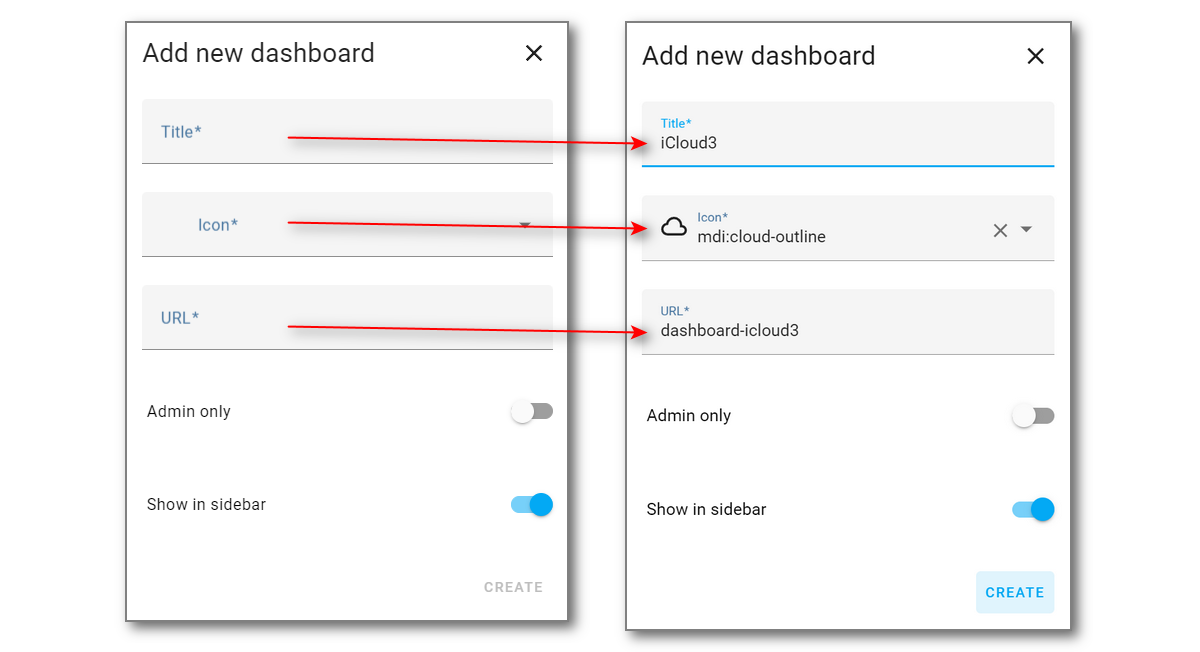 Add new dashboard
Title*
Icon*
URL*
Admin only
Show in sidebar
CREATE
Add new dashboard
Title*
iCloud3
Icon*
mdi:cloud-outline
URL*
dashboard-icloud3
Admin only
Show in sidebar
CREATE